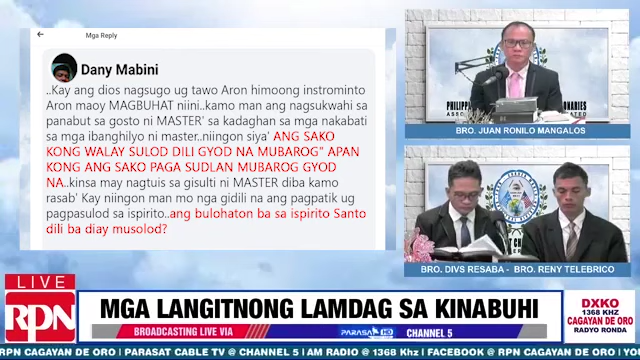 Mga Reply
Dany Mabini
..Kay ang dios nagsugo ug tawo Aron himoong instrominto
Aron maoy MAGBUHAT niini..kamo man ang nagsukwahi sa
panabut sa gosto ni MASTER' sa kadaghan sa mga nakabati
sa mga ibanghilyo ni master..niingon siya' ANG SAKO
KONG WALAY SULOD DILI GYOD NA MUBAROG" APAN
KONG ANG SAKO PAGA SUDLAN MUBAROG GYOD
NA..kinsa may nagtuis sa gisulti ni MASTER diba kamo
rasab' Kay niingon man mo nga gidili na ang pagpatik ug
pagpasulod sa ispirito..ang bulohaton ba sa ispirito Santo
dili ba diay musolod?
BRO. JUAN RONILO MANGALOS
BRO. DIVS RESABA - BRO. RENY TELEBRICO
LIVE
RPN
MGA LANGITNONG LAMDAG SA KINABUHI
BROADCASTING LIVE VIA
PARASAT HD
CHANNEL 5
DXKO
1368 KHz
CAGAYAN DE ORO
RADYO RONDA
RPN CAGAYAN DE ORO | PARASAT CABLE TV @ CHANNEL 5 | AM RADIO @ 1368 Khz | FACEBOOK @ RPN CAGAYAN DE ORO